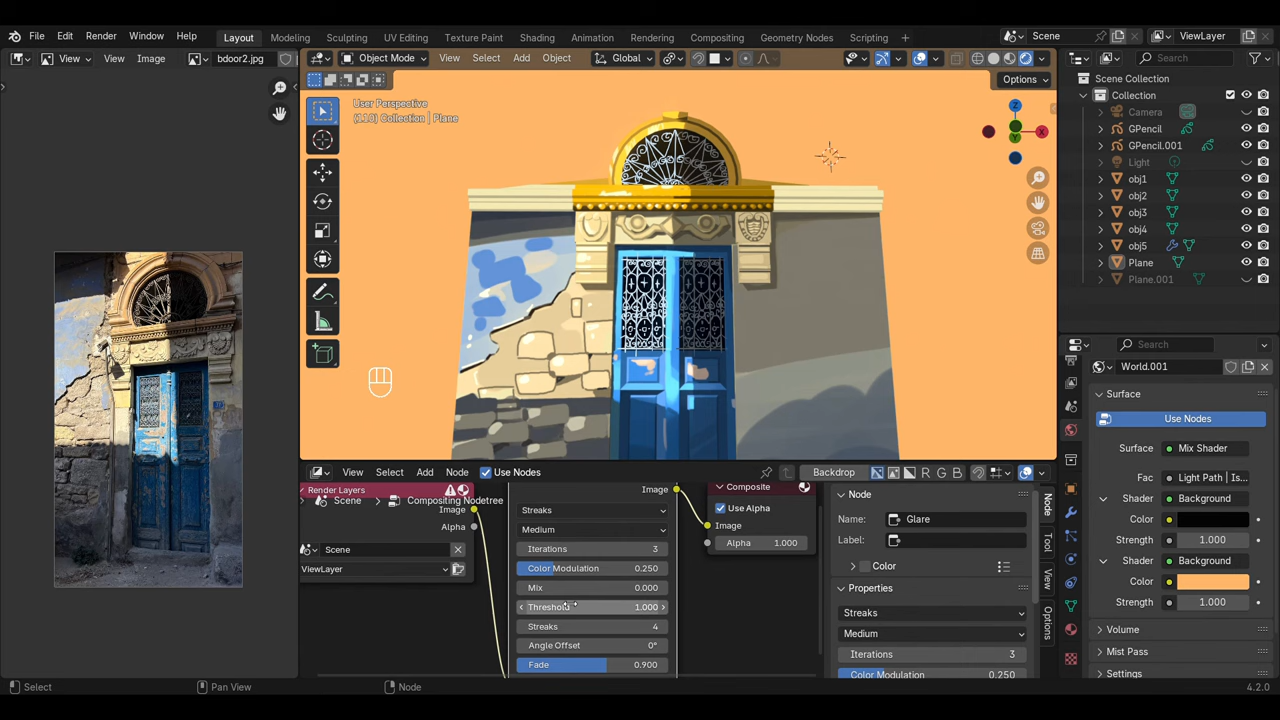 File Edit Render Window Help Layout Modeling Sculpting UV Editing Texture Paint Shading Animation Rendering Compositing Geometry Nodes Scripting + Scene ViewLayer
View View Image bdoor2.jpg Object Mode View Select Add Object Global Search
Options
User Perspective
(110) Collection | Plane
Z
X
Y
Scene Collection
Collection
Camera
GPencil
GPencil.001
Light
obj1
obj2
obj3
obj4
obj5
Plane
Plane.001
Search
World.001
Surface
Use Nodes
Surface Mix Shader
Fac Light Path | Is...
Shader Background
Color
Strength 1.000
Shader Background
Color
Strength 1.000
Volume
Mist Pass
Settings
View Select Add Node Use Nodes Backdrop R G B
Render Layers
Scene Compositing Nodetree
Image
Alpha
Scene
ViewLayer
Image
Streaks
Medium
Iterations 3
Color Modulation 0.250
Mix 0.000
Threshold 1.000
Streaks 4
Angle Offset 0°
Fade 0.900
Composite
Use Alpha
Image
Alpha 1.000
Node
Name: Glare
Label:
Color
Properties
Streaks
Medium
Iterations 3
Color Modulation 0.250
Node
Tool
View
Options
Select Pan View Node 4.2.0